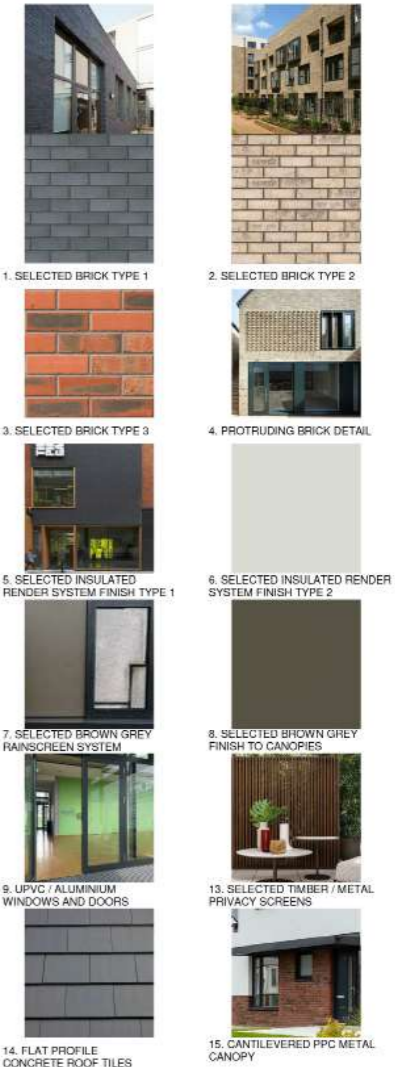 1. SELECTED BRICK TYPE 1
2. SELECTED BRICK TYPE 2
3. SELECTED BRICK TYPE 3
4. PROTRUDING BRICK DETAIL
5. SELECTED INSULATED
RENDER SYSTEM FINISH TYPE 1
6. SELECTED INSULATED RENDER
SYSTEM FINISH TYPE 2
7. SELECTED BROWN GREY
RAINSCREEN SYSTEM
8. SELECTED BROWN GREY
FINISH TO CANOPIES
9. UPVC / ALUMINIUM
WINDOWS AND DOORS
13. SELECTED TIMBER / METAL
PRIVACY SCREENS
14. FLAT PROFILE
CONCRETE ROOF TILES
15. CANTILEVERED PPC METAL
CANOPY